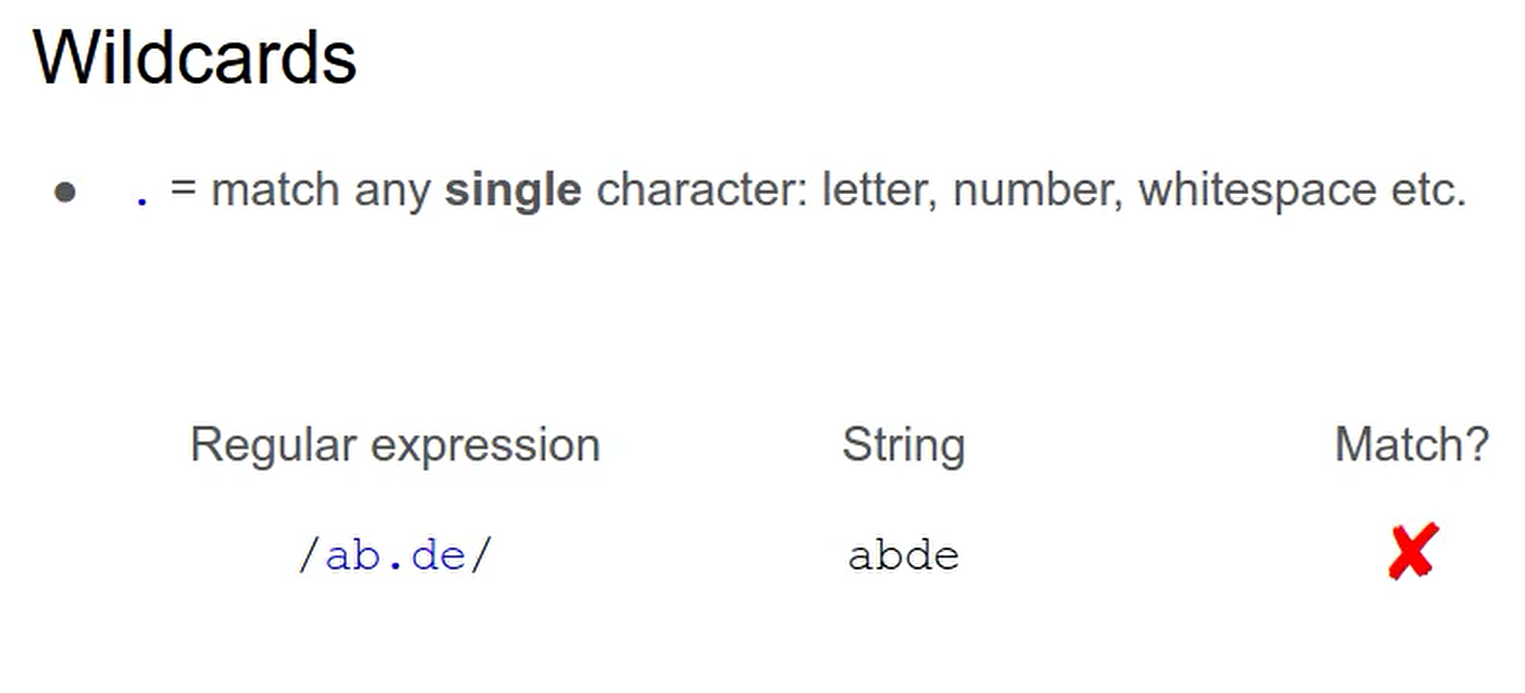 Wildcards
● . = match any single character: letter, number, whitespace etc.
Regular expression String Match?
/ab.de/ abde ✘